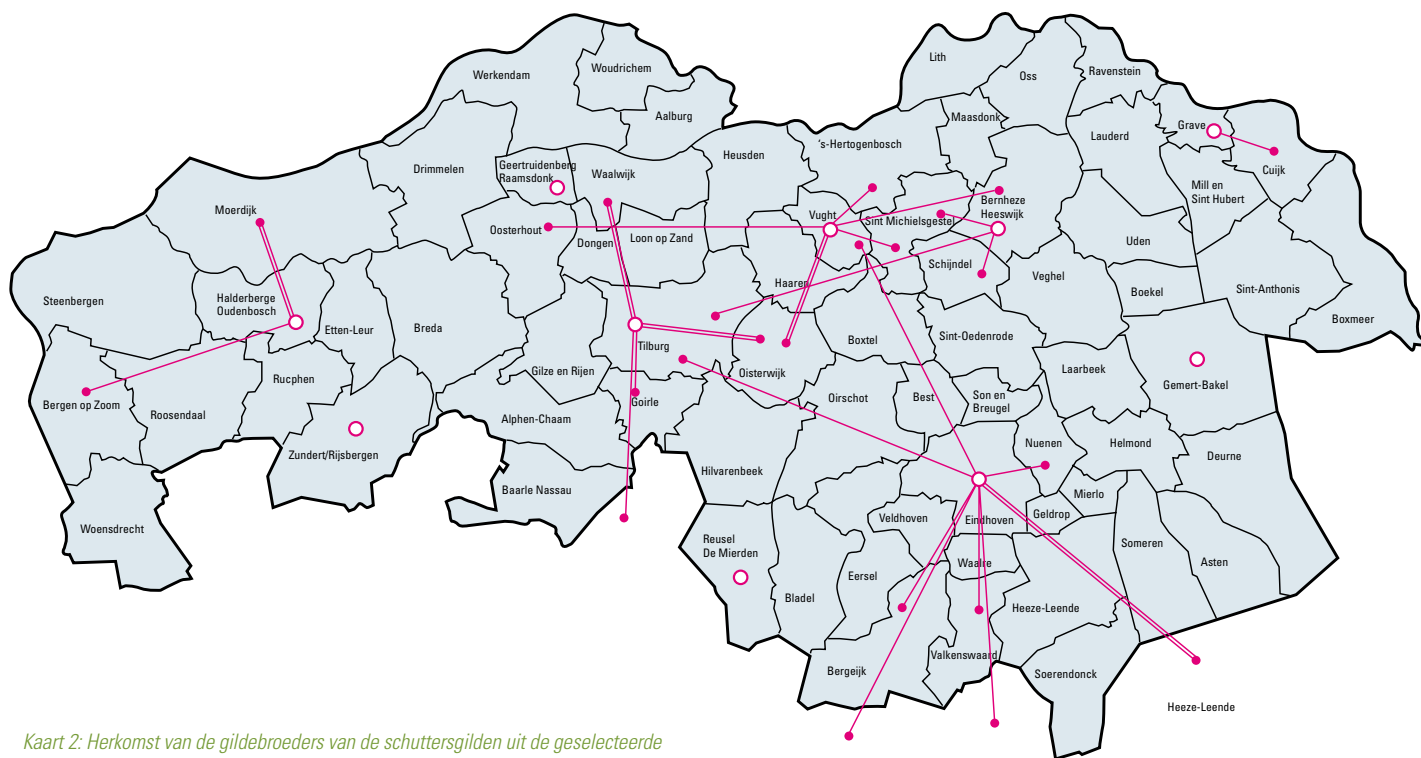 Werkendam
Woudrichem
Aalburg
Lith
Oss
Ravenstein
Maasdonk
Lauderd
Grave
Cuijk
Mill en
Sint Hubert
's-Hertogenbosch
Heusden
Drimmelen
Geertruidenberg
Raamsdonk
Waalwijk
Moerdijk
Oosterhout
Dongen
Loon op Zand
Vught
Sint Michielsgestel
Bernheze
Heeswijk
Uden
Schijndel
Veghel
Boekel
Sint-Anthonis
Boxmeer
Steenbergen
Halderberge
Oudenbosch
Etten-Leur
Breda
Haaren
Boxtel
Sint-Oedenrode
Tilburg
Oisterwijk
Gilze en Rijen
Rucphen
Laarbeek
Gemert-Bakel
Bergen op Zoom
Roosendaal
Goirle
Oirschot
Best
Son en
Breugel
Alphen-Chaam
Zundert/Rijsbergen
Nuenen
Helmond
Deurne
Hilvarenbeek
Baarle Nassau
Mierlo
Geldrop
Woensdrecht
Veldhoven
Eindhoven
Reusel
De Mierden
Waalre
Someren
Asten
Eersel
Bladel
Heeze-Leende
Bergeijk
Valkenswaard
Soerendonck
Heeze-Leende
Kaart 2: Herkomst van de gildebroeders van de schuttersgilden uit de geselecteerde